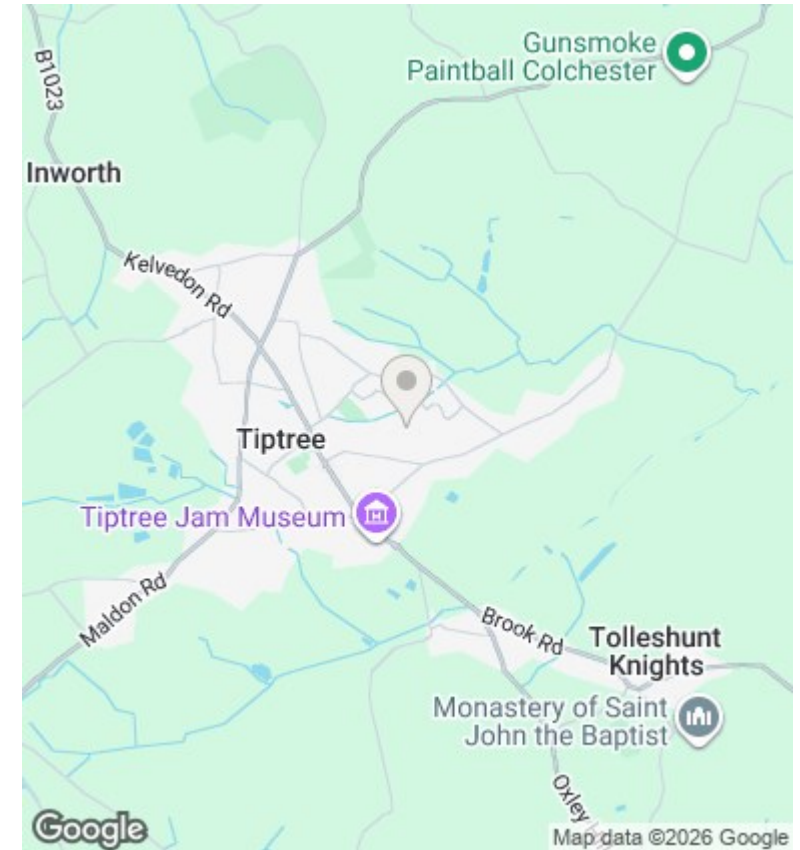 Gunsmoke
Paintball Colchester
B1023
Inworth
Kelvedon Rd
Tiptree
Tiptree Jam Museum
Maldon Rd
Brook Rd
Tolleshunt
Knights
Monastery of Saint
John the Baptist
Oxley
Google
Map data ©2026 Google